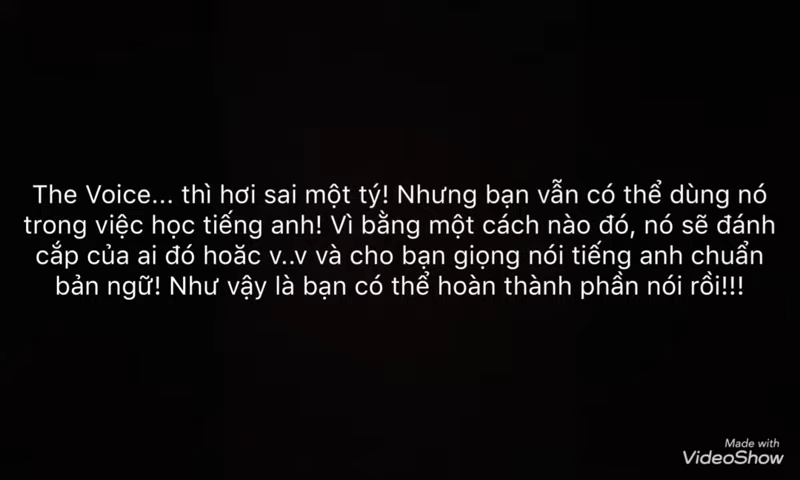 The Voice... thì hơi sai một tý! Nhưng bạn vẫn có thể dùng nó
trong việc học tiếng anh! Vì bằng một cách nào đó, nó sẽ đánh
cắp của ai đó hoăc v..v và cho bạn giọng nói tiếng anh chuẩn
bản ngữ! Như vậy là bạn có thể hoàn thành phần nói rồi!!!
Made with
VideoShow